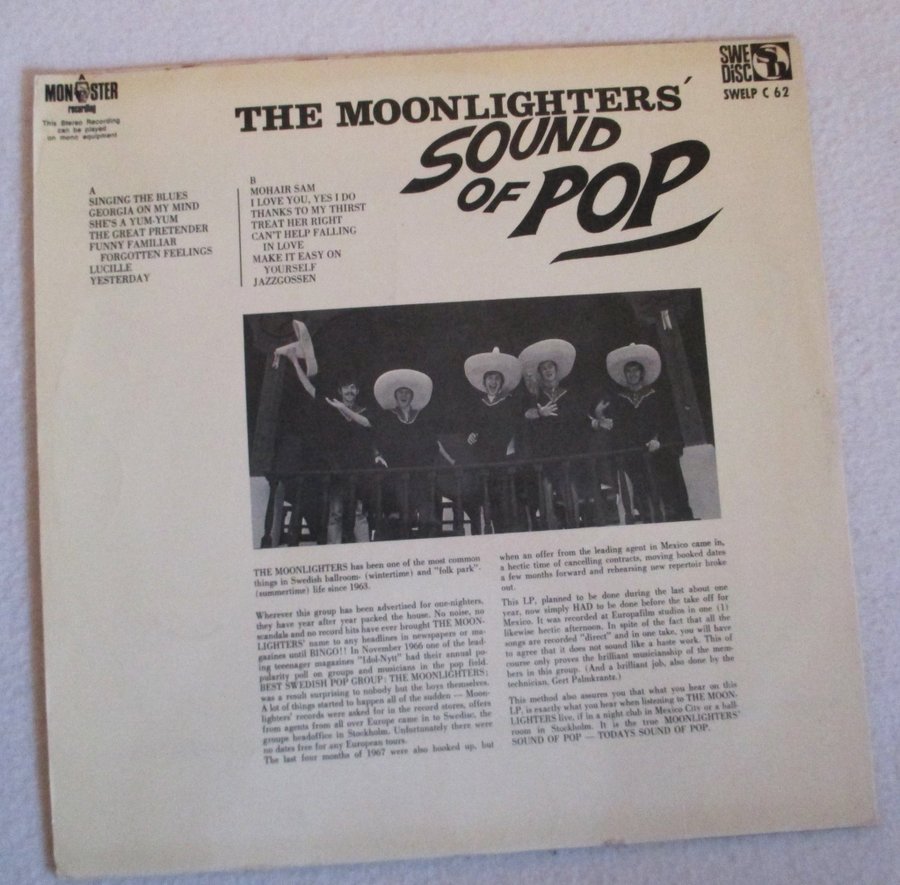 MONSTER
recording
This Stereo Recording
can be played
on mono equipment
SWE
DISC
SD
SWELP C 62
THE MOONLIGHTERS'
SOUND
OF POP
A
SINGING THE BLUES
GEORGIA ON MY MIND
SHE'S A YUM-YUM
THE GREAT PRETENDER
FUNNY FAMILIAR
FORGOTTEN FEELINGS
LUCILLE
YESTERDAY
B
MOHAIR SAM
I LOVE YOU, YES I DO
THANKS TO MY THIRST
TREAT HER RIGHT
CAN'T HELP FALLING
IN LOVE
MAKE IT EASY ON
YOURSELF
JAZZGOSSEN
THE MOONLIGHTERS has been one of the most common
things in Swedish ballroom- (wintertime) and "folk park"-
(summertime) life since 1963.
Wherever this group has been advertised for one-nighters,
they have year after year packed the house. No noise, no
scandals and no record hits have ever brought THE MOON-
LIGHTERS' name to any headlines in newspapers or ma-
gazines until BINGO!! In November 1966 one of the lead-
ing teenager magazines "Idol-Nytt" had their annual po-
pularity poll on groups and musicians in the pop field.
BEST SWEDISH POP GROUP: THE MOONLIGHTERS;
was a result surprising to nobody but the boys themselves.
A lot of things started to happen all of the sudden — Moon-
lighters' records were asked for in the record stores, offers
from agents from all over Europe came in to Swedisc, the
groups headoffice in Stockholm. Unfortunately there were
no dates free for any European tours.
The last four months of 1967 were also booked up, but
when an offer from the leading agent in Mexico came in,
a hectic time of cancelling contracts, moving booked dates
a few months forward and rehearsing new repertoir broke
out.
This LP, planned to be done during the last about one
year, now simply HAD to be done before the take off for
Mexico. It was recorded at Europafilm studios in one (1)
likewise hectic afternoon. In spite of the fact that all the
songs are recorded "direct" and in one take, you will have
to agree that it does not sound like a haste work. This of
course only proves the brilliant musicianship of the mem-
bers in this group. (And a brilliant job, also done by the
technician, Gert Palmkrantz.)
This method also assures you that what you hear on this
LP, is exactly what you hear when listening to THE MOON-
LIGHTERS live, if in a night club in Mexico City or a ball-
room in Stockholm. It is the true MOONLIGHTERS'
SOUND OF POP — TODAYS SOUND OF POP.